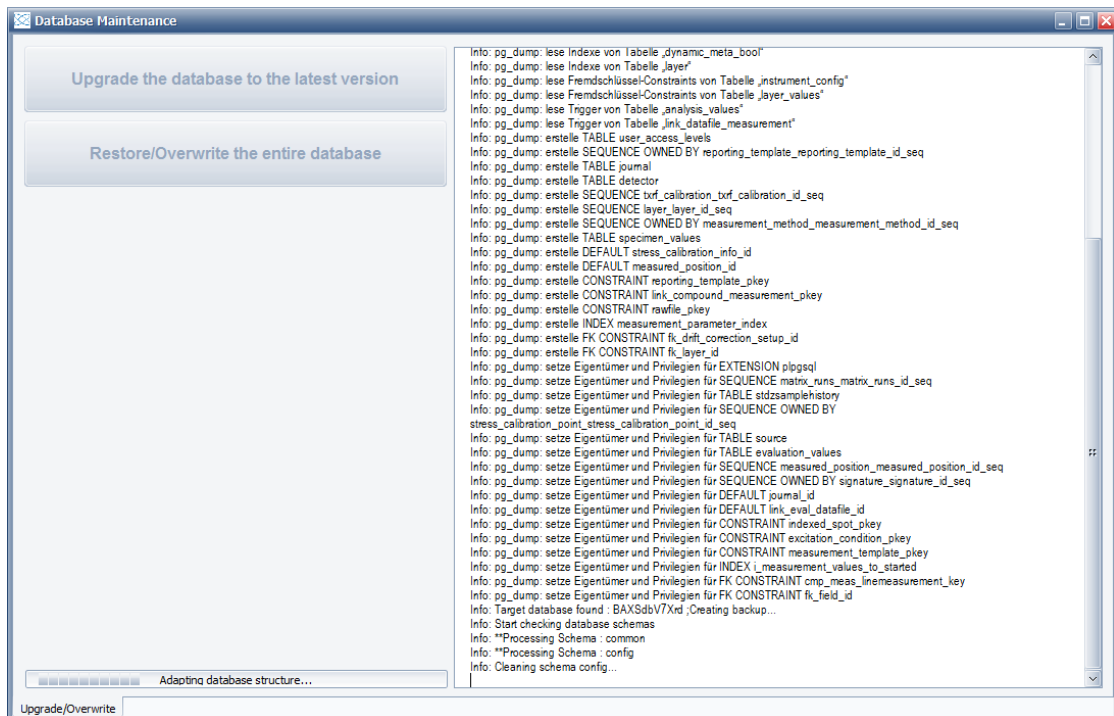 Database Maintenance
Upgrade the database to the latest version
Restore/Overwrite the entire database
Info: pg_dump: lese Indexe von Tabelle „dynamic_meta_bool“
Info: pg_dump: lese Indexe von Tabelle „layer“
Info: pg_dump: lese Fremdschlüssel-Constraints von Tabelle „instrument_config“
Info: pg_dump: lese Fremdschlüssel-Constraints von Tabelle „layer_values“
Info: pg_dump: lese Trigger von Tabelle „analysis_values“
Info: pg_dump: lese Trigger von Tabelle „link_datafile_measurement“
Info: pg_dump: erstelle TABLE user_access_levels
Info: pg_dump: erstelle SEQUENCE OWNED BY reporting_template_reporting_template_id_seq
Info: pg_dump: erstelle TABLE journal
Info: pg_dump: erstelle TABLE detector
Info: pg_dump: erstelle SEQUENCE txrf_calibration_txrf_calibration_id_seq
Info: pg_dump: erstelle SEQUENCE layer_layer_id_seq
Info: pg_dump: erstelle SEQUENCE OWNED BY measurement_method_measurement_method_id_seq
Info: pg_dump: erstelle TABLE specimen_values
Info: pg_dump: erstelle DEFAULT stress_calibration_info_id
Info: pg_dump: erstelle DEFAULT measured_position_id
Info: pg_dump: erstelle CONSTRAINT reporting_template_pkey
Info: pg_dump: erstelle CONSTRAINT link_compound_measurement_pkey
Info: pg_dump: erstelle CONSTRAINT rawfile_pkey
Info: pg_dump: erstelle INDEX measurement_parameter_index
Info: pg_dump: erstelle FK CONSTRAINT fk_drift_correction_setup_id
Info: pg_dump: erstelle FK CONSTRAINT fk_layer_id
Info: pg_dump: setze Eigentümer und Privilegien für EXTENSION plpgsql
Info: pg_dump: setze Eigentümer und Privilegien für SEQUENCE matrix_runs_matrix_runs_id_seq
Info: pg_dump: setze Eigentümer und Privilegien für TABLE stdzsamplehistory
Info: pg_dump: setze Eigentümer und Privilegien für SEQUENCE OWNED BY
stress_calibration_point_stress_calibration_point_id_seq
Info: pg_dump: setze Eigentümer und Privilegien für TABLE source
Info: pg_dump: setze Eigentümer und Privilegien für TABLE evaluation_values
Info: pg_dump: setze Eigentümer und Privilegien für SEQUENCE measured_position_measured_position_id_seq
Info: pg_dump: setze Eigentümer und Privilegien für SEQUENCE OWNED BY signature_signature_id_seq
Info: pg_dump: setze Eigentümer und Privilegien für DEFAULT journal_id
Info: pg_dump: setze Eigentümer und Privilegien für DEFAULT link_eval_datafile_id
Info: pg_dump: setze Eigentümer und Privilegien für CONSTRAINT indexed_spot_pkey
Info: pg_dump: setze Eigentümer und Privilegien für CONSTRAINT excitation_condition_pkey
Info: pg_dump: setze Eigentümer und Privilegien für CONSTRAINT measurement_template_pkey
Info: pg_dump: setze Eigentümer und Privilegien für INDEX i_measurement_values_to_started
Info: pg_dump: setze Eigentümer und Privilegien für FK CONSTRAINT cmp_meas_linemeasurement_key
Info: pg_dump: setze Eigentümer und Privilegien für FK CONSTRAINT fk_field_id
Info: Target database found : BAXSdbV7Xrd ;Creating backup...
Info: Start checking database schemas
Info: **Processing Schema : common
Info: **Processing Schema : config
Info: Cleaning schema config...
Adapting database structure...
Upgrade/Overwrite